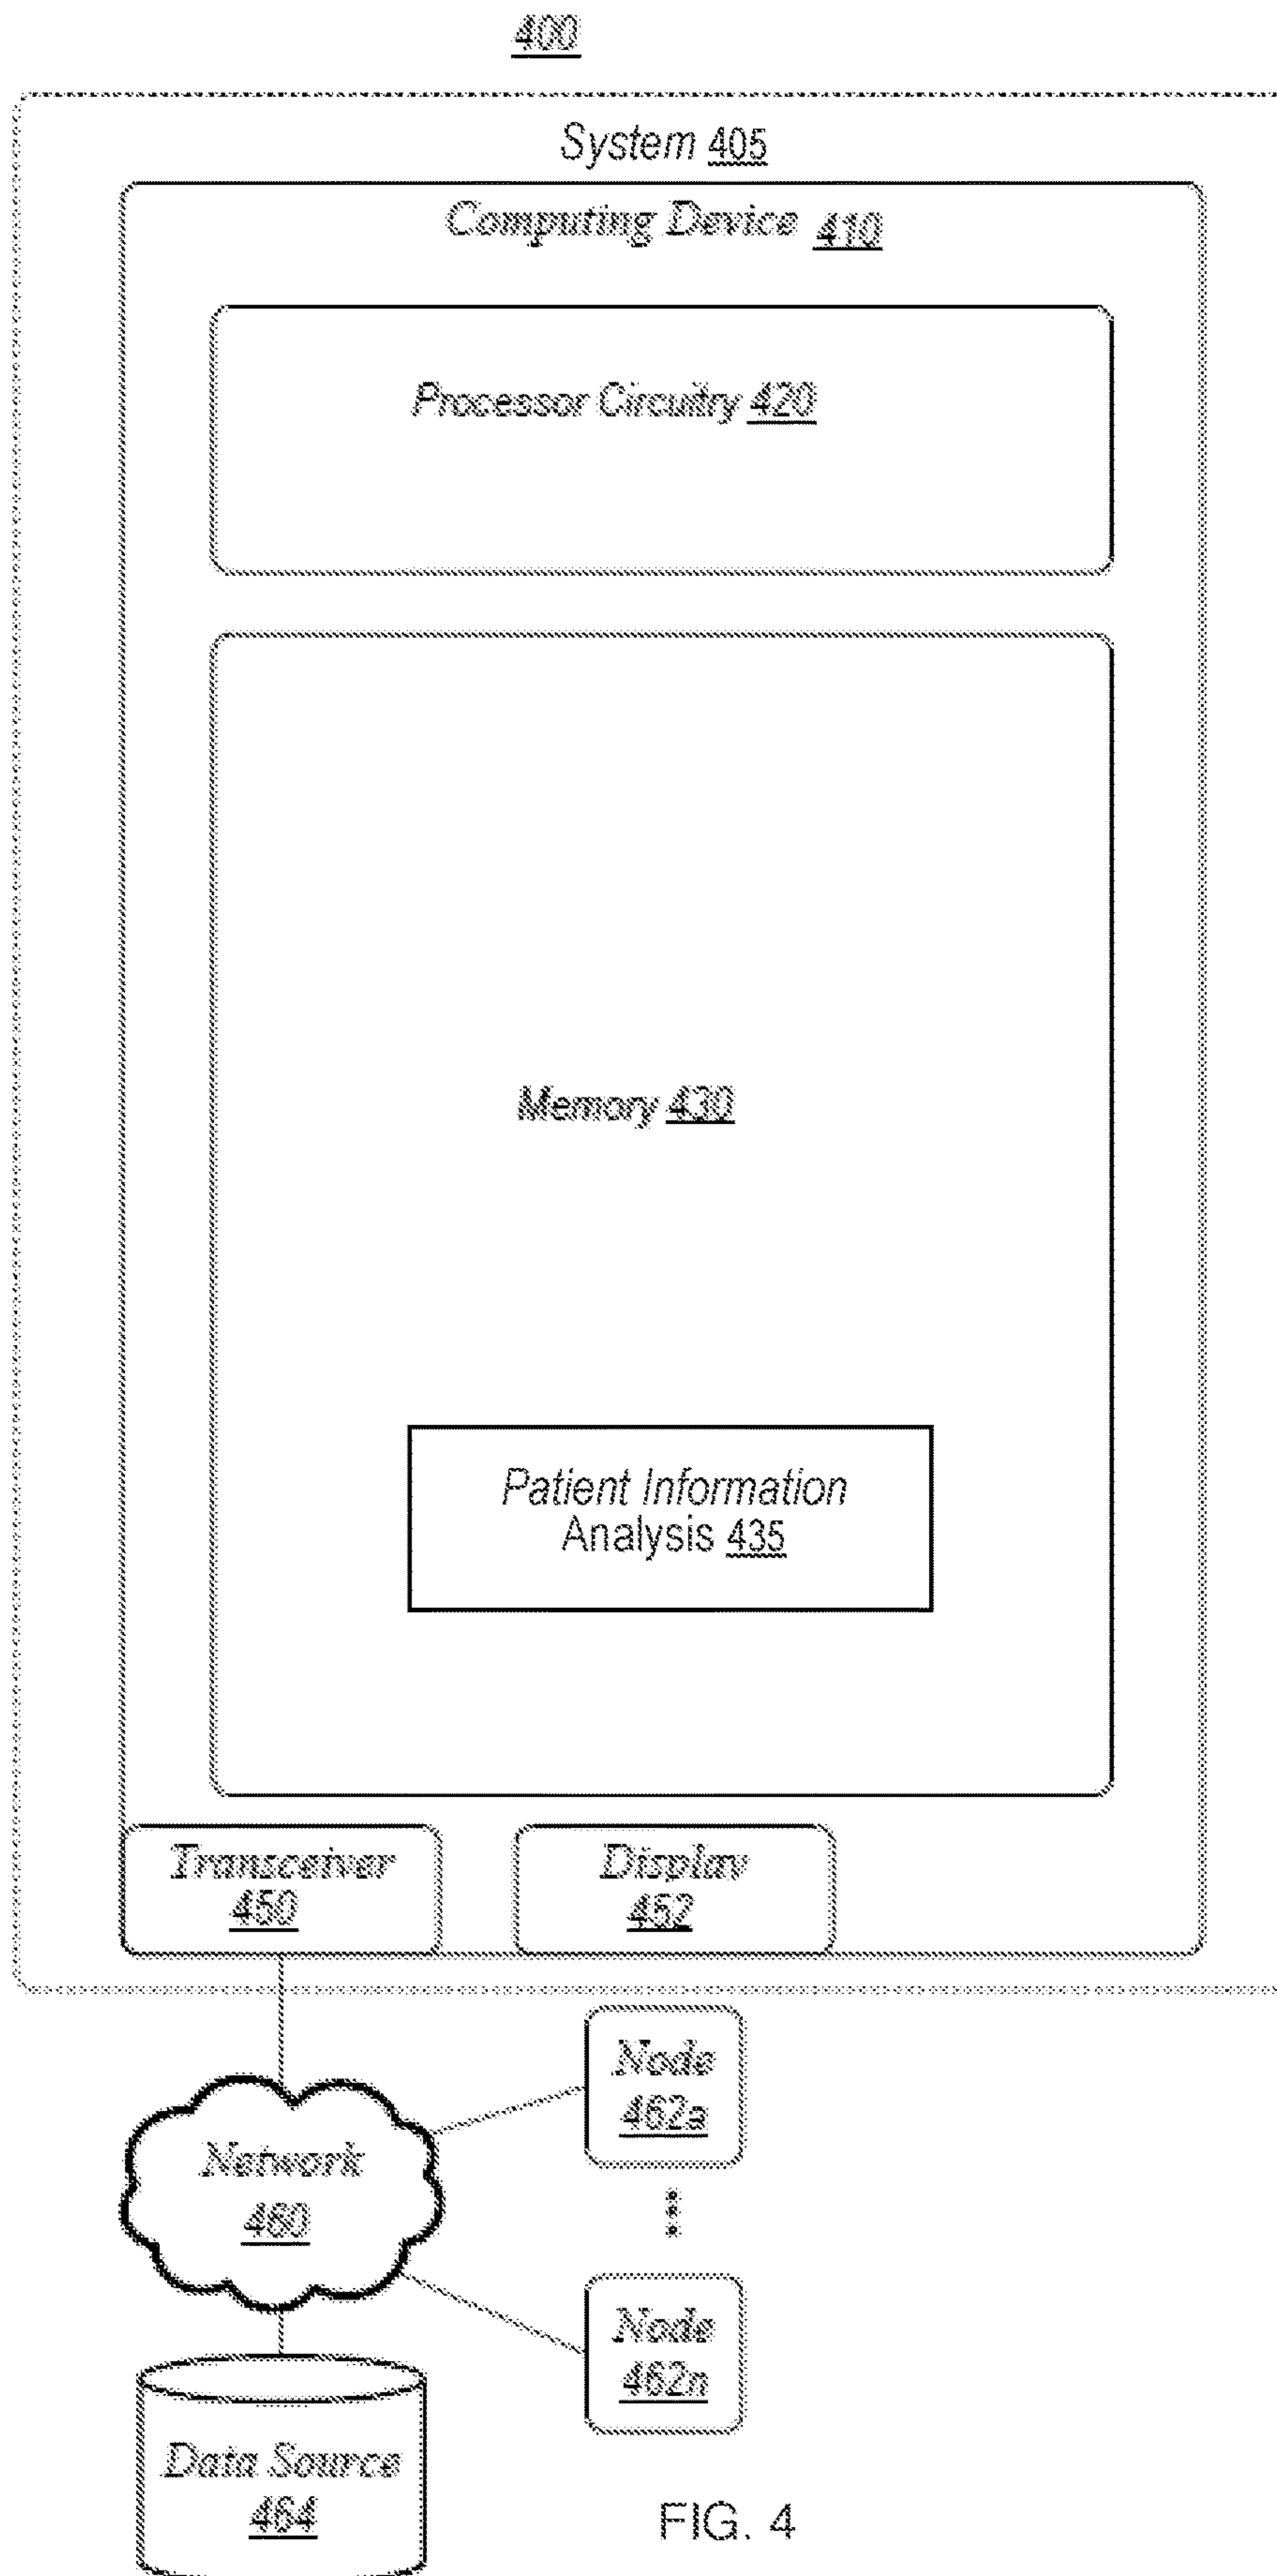 400
System 405
Computing Device 410
Processor Circuitry 420
Memory 430
Patient Information
Analysis 435
Transceiver
450
Display
452
Node
462a
Network
460
Node
462n
Data Source
464
FIG. 4